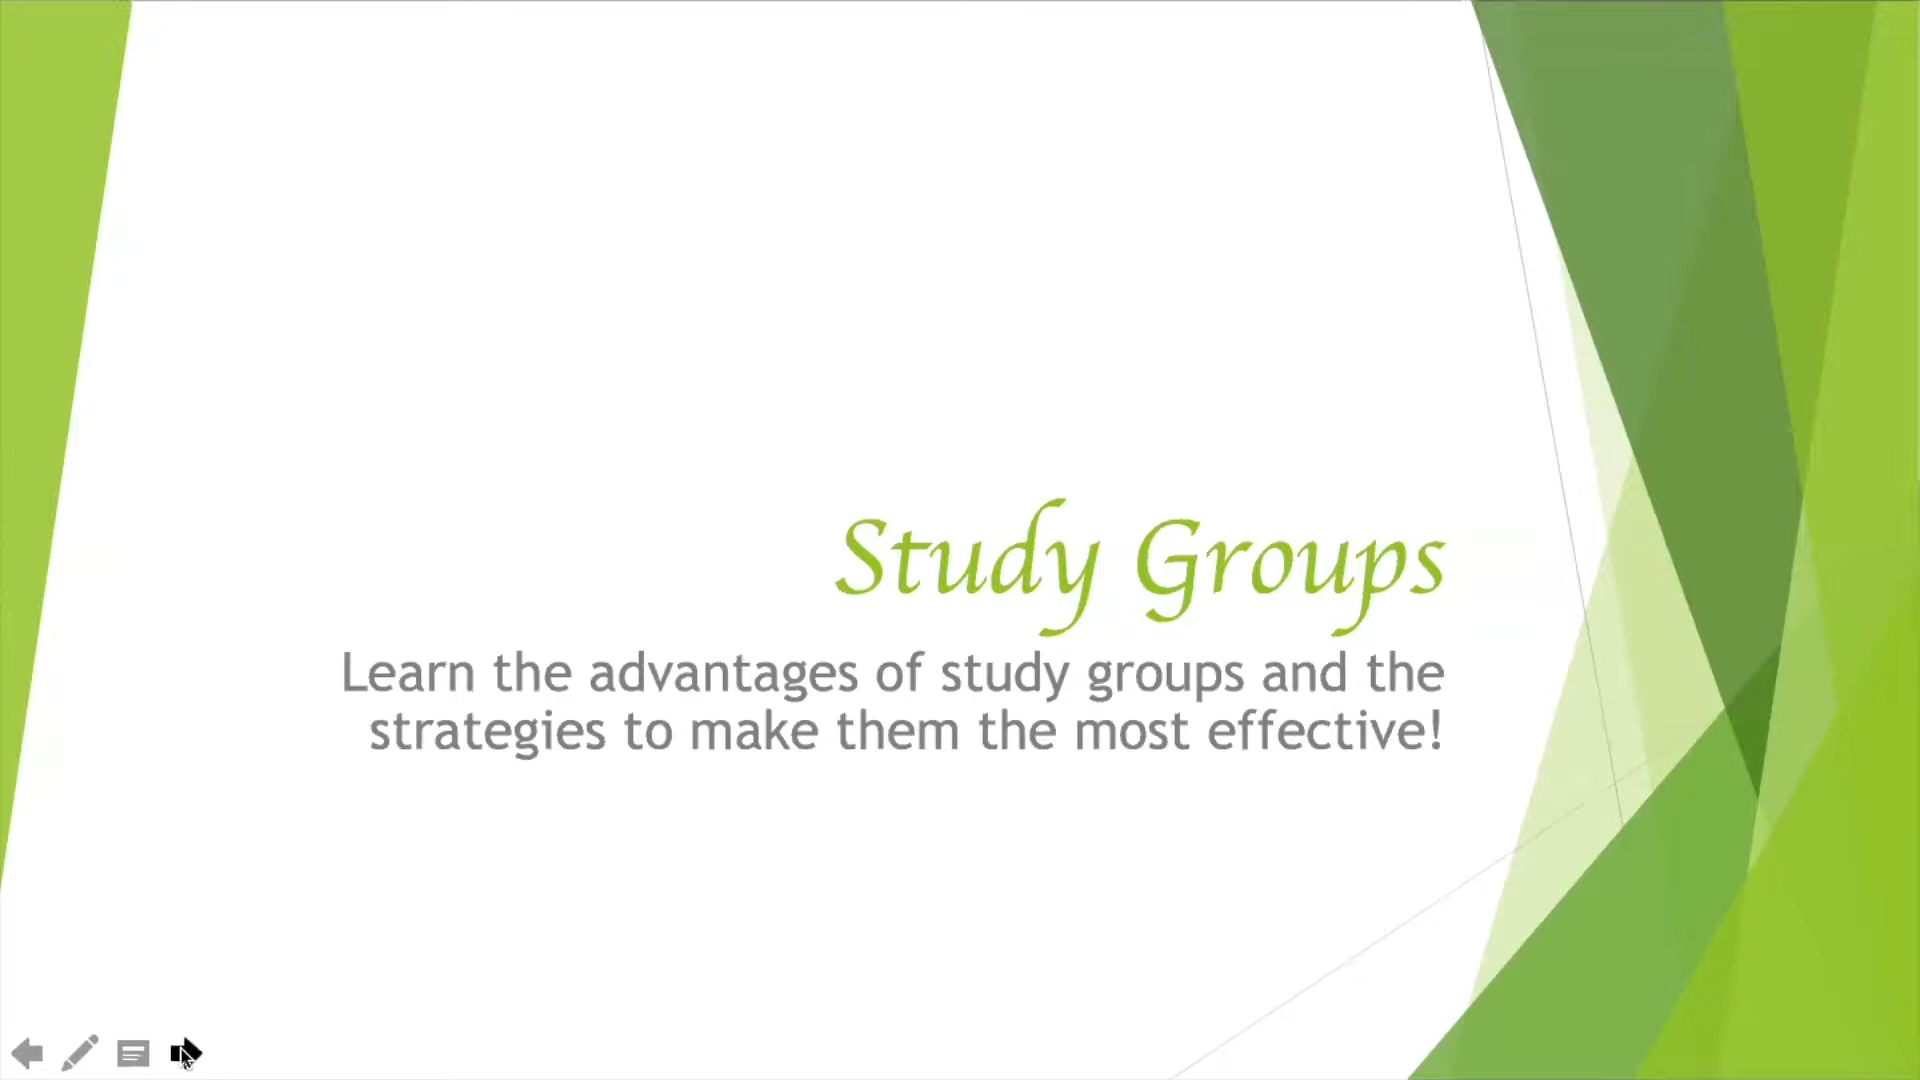 Study Groups
Learn the advantages of study groups and the
strategies to make them the most effective!